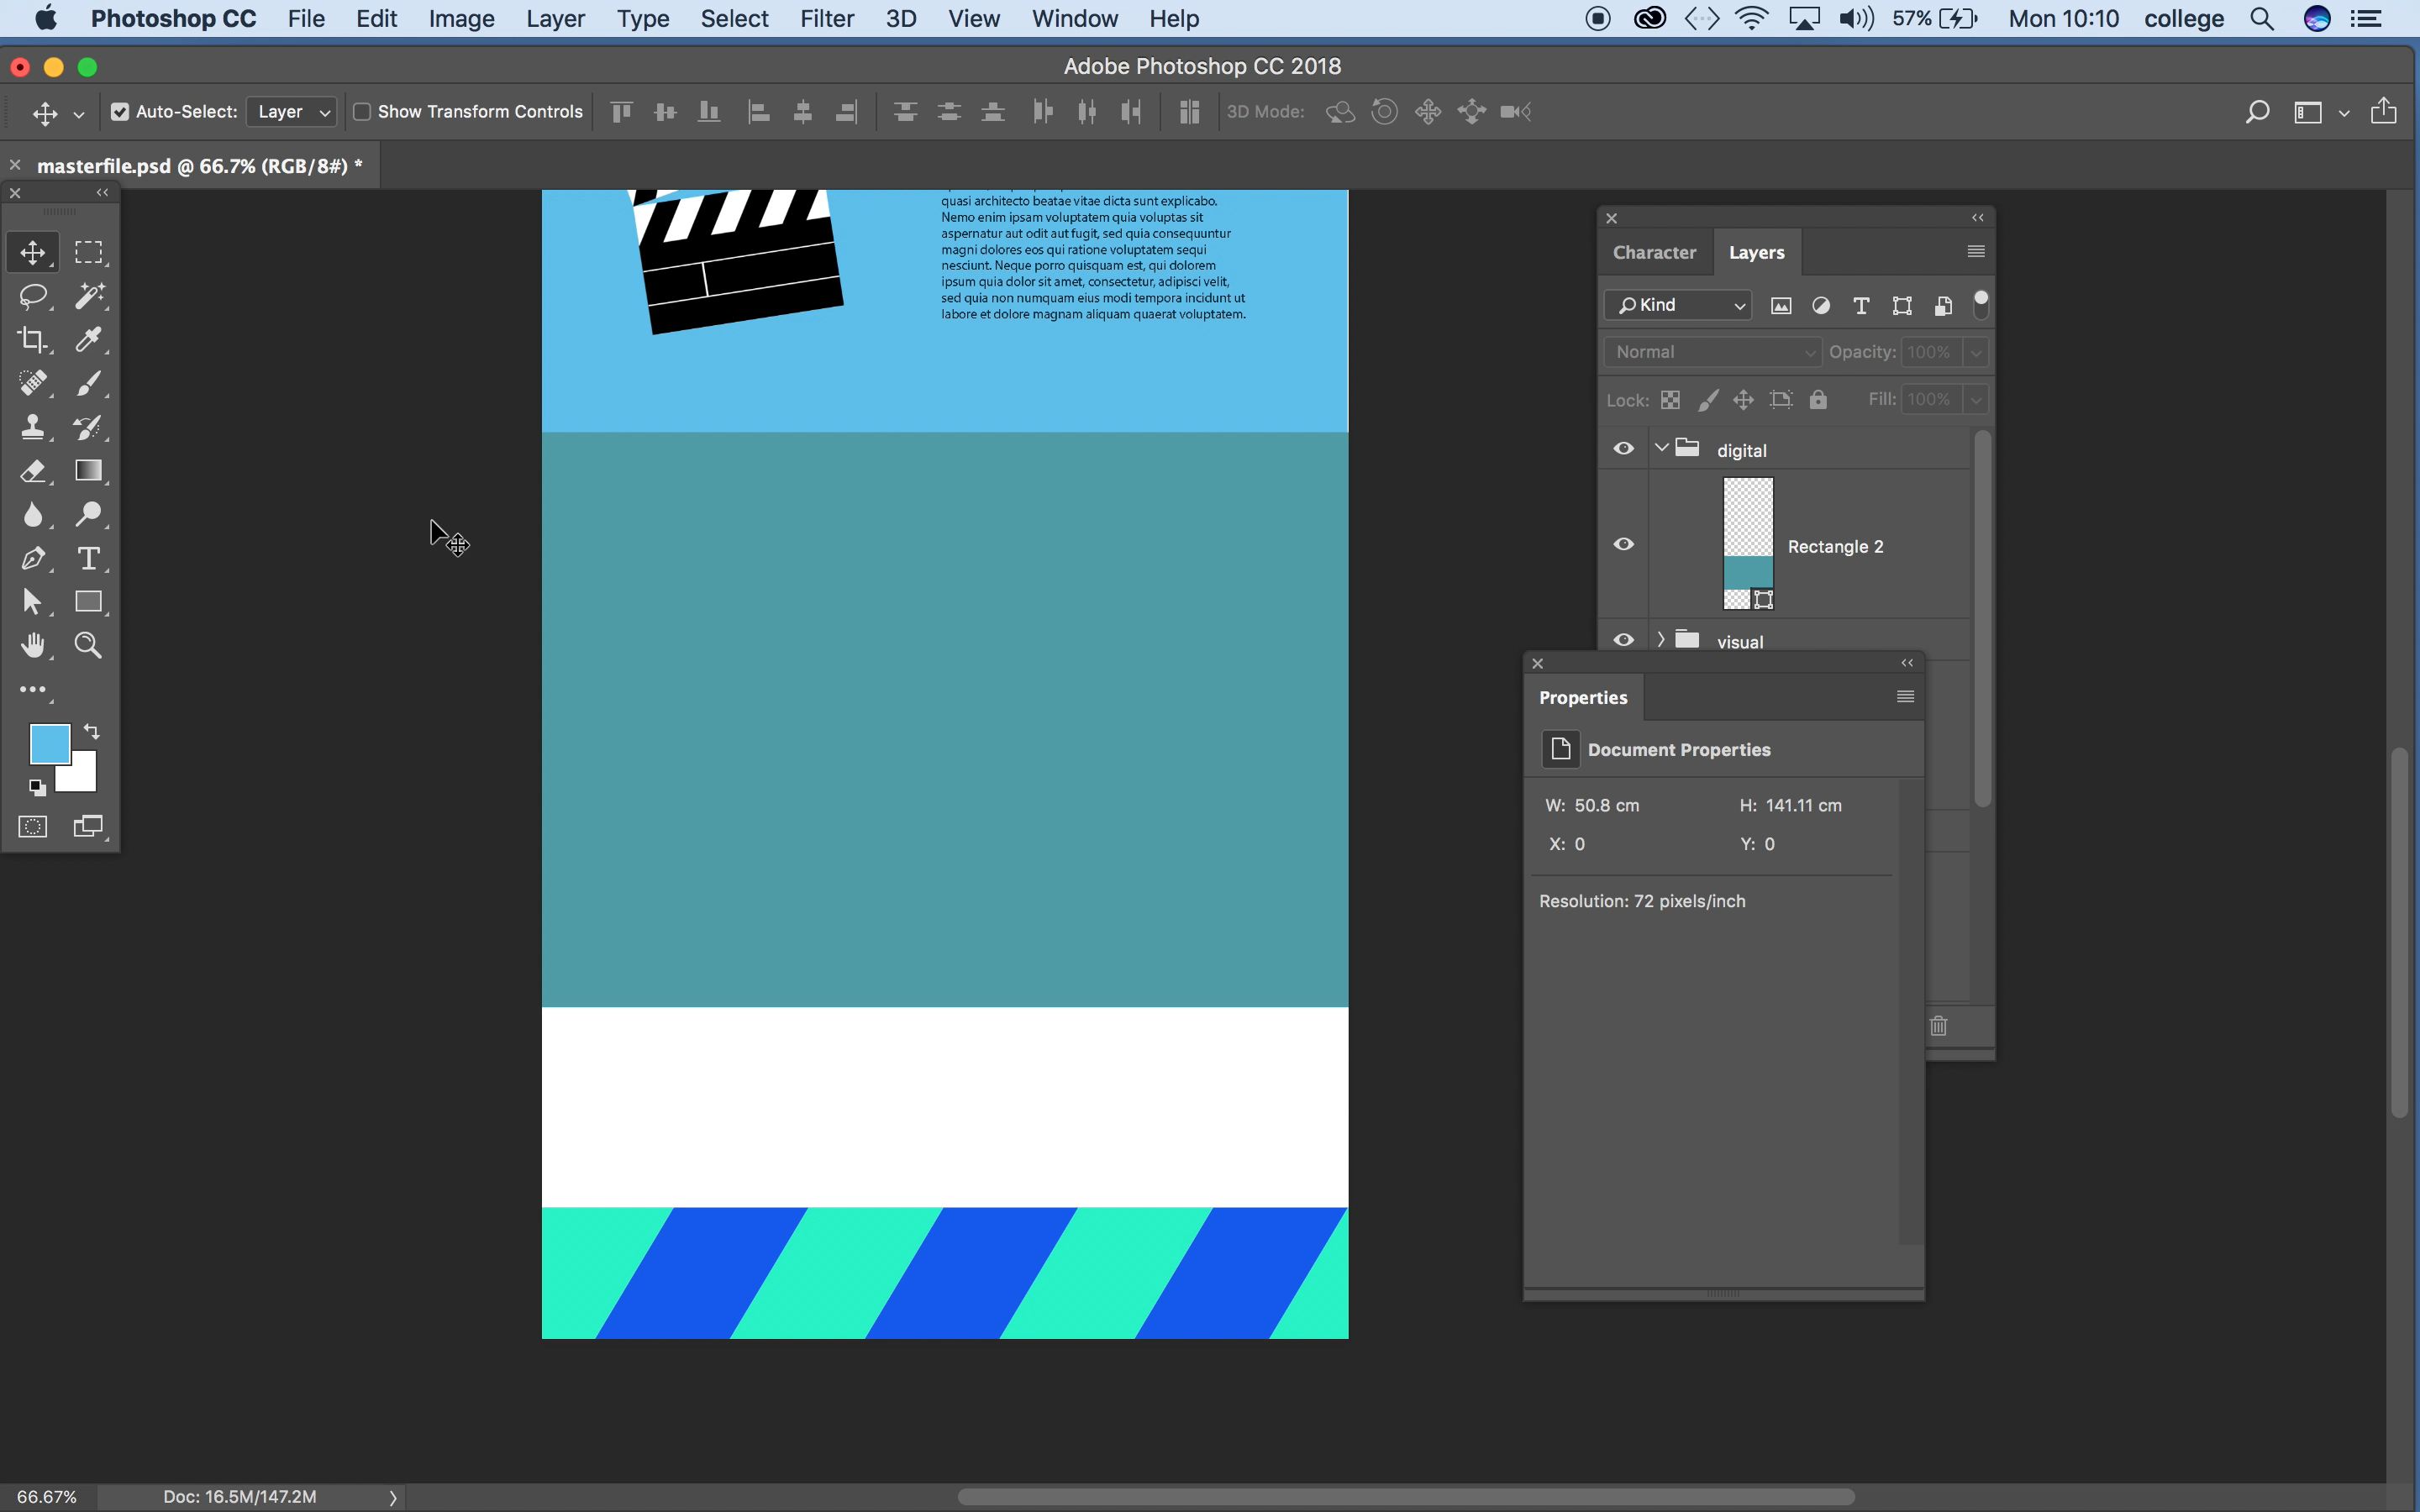 Photoshop CC File Edit Image Layer Type Select Filter 3D View Window Help 57% Mon 10:10 college
Adobe Photoshop CC 2018
Auto-Select: Layer Show Transform Controls 3D Mode:
masterfile.psd @ 66.7% (RGB/8#) *
quasi architecto beatae vitae dicta sunt explicabo.
Nemo enim ipsam voluptatem quia voluptas sit
aspernatur aut odit aut fugit, sed quia consequuntur
magni dolores eos qui ratione voluptatem sequi
nesciunt. Neque porro quisquam est, qui dolorem
ipsum quia dolor sit amet, consectetur, adipisci velit,
sed quia non numquam eius modi tempora incidunt ut
labore et dolore magnam aliquam quaerat voluptatem.
Character Layers
Kind
Normal Opacity: 100%
Lock: Fill: 100%
digital
Rectangle 2
visual
Properties
Document Properties
W: 50.8 cm H: 141.11 cm
X: 0 Y: 0
Resolution: 72 pixels/inch
66.67% Doc: 16.5M/147.2M